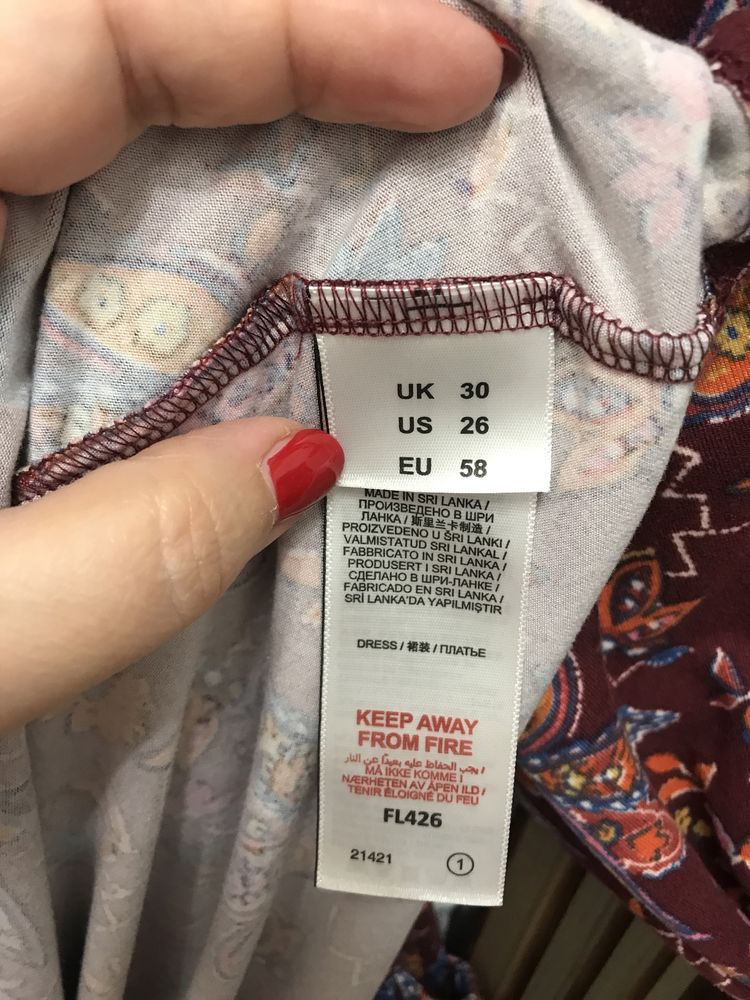 UK 30
US 26
EU 58
MADE IN SRI LANKA /
ПРОИЗВЕДЕНО В ШРИ
ЛАНКА / 斯里兰卡制造 /
PROIZVEDENO U ŠRI LANKI /
VALMISTATUD SRI LANKAL /
FABBRICATO IN SRI LANKA /
PRODUSERT I SRI LANKA /
СДЕЛАНО В ШРИ-ЛАНКЕ /
FABRICADO EN SRI LANKA /
SRİ LANKA'DA YAPILMIŞTIR
DRESS / 裙装 / ПЛАТЬЕ
KEEP AWAY
FROM FIRE
/ يجب الحفاظ عليه بعيدًا عن النار
MÅ IKKE KOMME I
NÆRHETEN AV ÅPEN ILD /
TENIR ÉLOIGNÉ DU FEU
FL426
21421 1